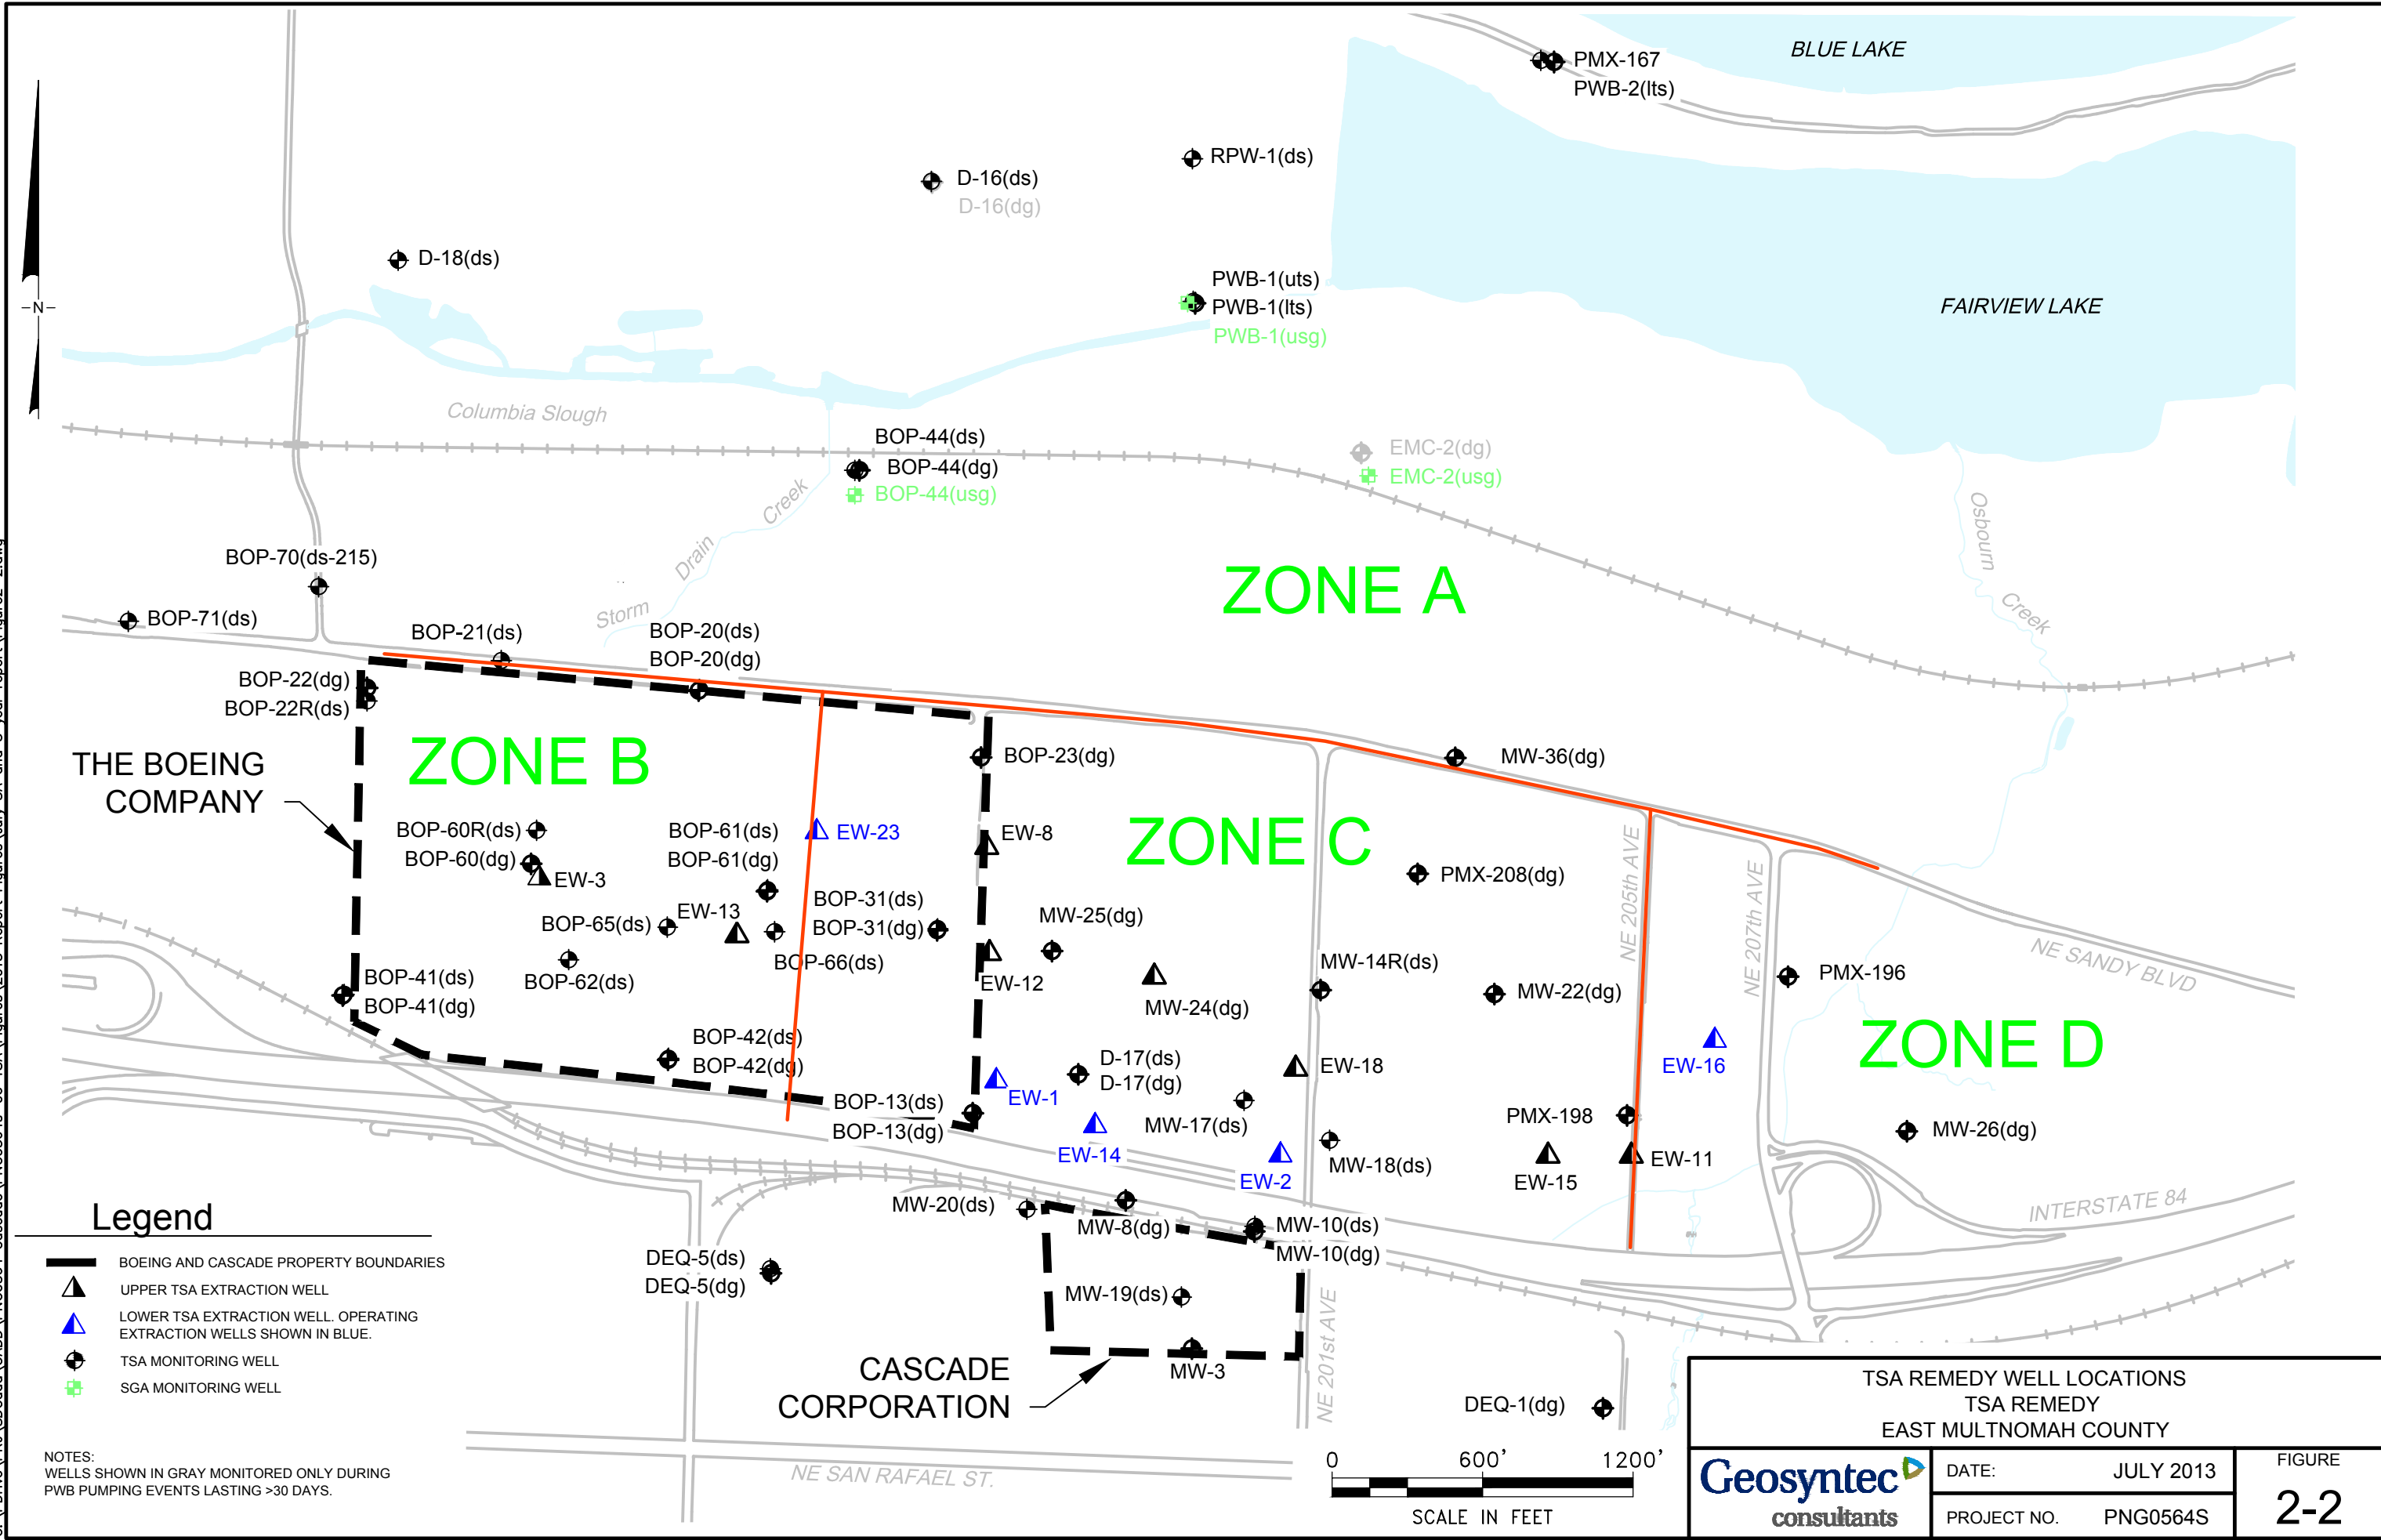 BLUE LAKE
PMX-167
PWB-2(lts)
RPW-1(ds)
D-16(ds)
D-16(dg)
D-18(ds)
PWB-1(uts)
PWB-1(lts)
PWB-1(usg)
FAIRVIEW LAKE
-N-
Columbia Slough
BOP-44(ds)
BOP-44(dg)
BOP-44(usg)
EMC-2(dg)
EMC-2(usg)
Storm Drain Creek
Osbourn Creek
BOP-70(ds-215)
BOP-71(ds)
ZONE A
BOP-21(ds)
BOP-20(ds)
BOP-20(dg)
BOP-22(dg)
BOP-22R(ds)
ZONE B
THE BOEING
COMPANY
BOP-23(dg)
MW-36(dg)
BOP-60R(ds)
BOP-60(dg)
EW-3
BOP-61(ds)
BOP-61(dg)
EW-23
EW-8
ZONE C
PMX-208(dg)
NE 205th AVE
NE 207th AVE
BOP-65(ds)
EW-13
BOP-31(ds)
BOP-31(dg)
MW-25(dg)
BOP-62(ds)
BOP-66(ds)
EW-12
MW-24(dg)
MW-14R(ds)
MW-22(dg)
PMX-196
NE SANDY BLVD
BOP-41(ds)
BOP-41(dg)
BOP-42(ds)
BOP-42(dg)
D-17(ds)
D-17(dg)
EW-1
EW-18
EW-16
ZONE D
BOP-13(ds)
BOP-13(dg)
EW-14
MW-17(ds)
EW-2
MW-18(ds)
PMX-198
EW-15
EW-11
MW-26(dg)
INTERSTATE 84
MW-20(ds)
MW-8(dg)
MW-10(ds)
MW-10(dg)
DEQ-5(ds)
DEQ-5(dg)
MW-19(ds)
MW-3
NE 201st AVE
CASCADE
CORPORATION
DEQ-1(dg)
NE SAN RAFAEL ST.
Legend
BOEING AND CASCADE PROPERTY BOUNDARIES
UPPER TSA EXTRACTION WELL
LOWER TSA EXTRACTION WELL. OPERATING
EXTRACTION WELLS SHOWN IN BLUE.
TSA MONITORING WELL
SGA MONITORING WELL
NOTES:
WELLS SHOWN IN GRAY MONITORED ONLY DURING
PWB PUMPING EVENTS LASTING >30 DAYS.
0 600' 1200'
SCALE IN FEET
TSA REMEDY WELL LOCATIONS
TSA REMEDY
EAST MULTNOMAH COUNTY
Geosyntec
consultants
DATE: JULY 2013
PROJECT NO. PNG0564S
FIGURE
2-2